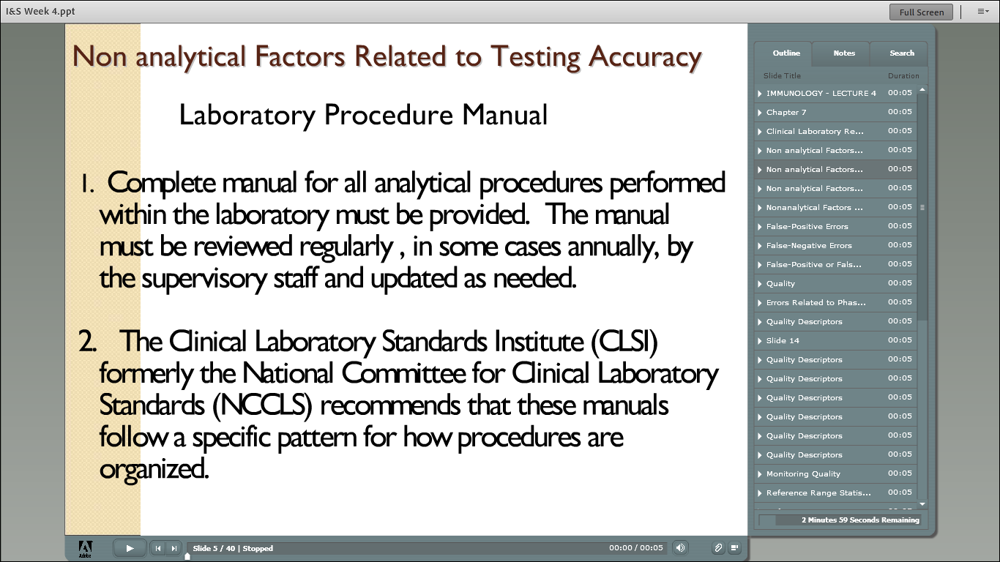 I&S Week 4.ppt
Full Screen
Non analytical Factors Related to Testing Accuracy
Laboratory Procedure Manual
1. Complete manual for all analytical procedures performed
within the laboratory must be provided. The manual
must be reviewed regularly , in some cases annually, by
the supervisory staff and updated as needed.
2. The Clinical Laboratory Standards Institute (CLSI)
formerly the National Committee for Clinical Laboratory
Standards (NCCLS) recommends that these manuals
follow a specific pattern for how procedures are
organized.
Outline Notes Search
Slide Title Duration
IMMUNOLOGY - LECTURE 4 00:05
Chapter 7 00:05
Clinical Laboratory Re... 00:05
Non analytical Factors... 00:05
Non analytical Factors... 00:05
Non analytical Factors... 00:05
Nonanalytical Factors ... 00:05
False-Positive Errors 00:05
False-Negative Errors 00:05
False-Positive or Fals... 00:05
Quality 00:05
Errors Related to Phas... 00:05
Quality Descriptors 00:05
Slide 14 00:05
Quality Descriptors 00:05
Quality Descriptors 00:05
Quality Descriptors 00:05
Quality Descriptors 00:05
Quality Descriptors 00:05
Quality Descriptors 00:05
Monitoring Quality 00:05
Reference Range Statis... 00:05
2 Minutes 59 Seconds Remaining
Adobe
Slide 5 / 40 | Stopped 00:00 / 00:05